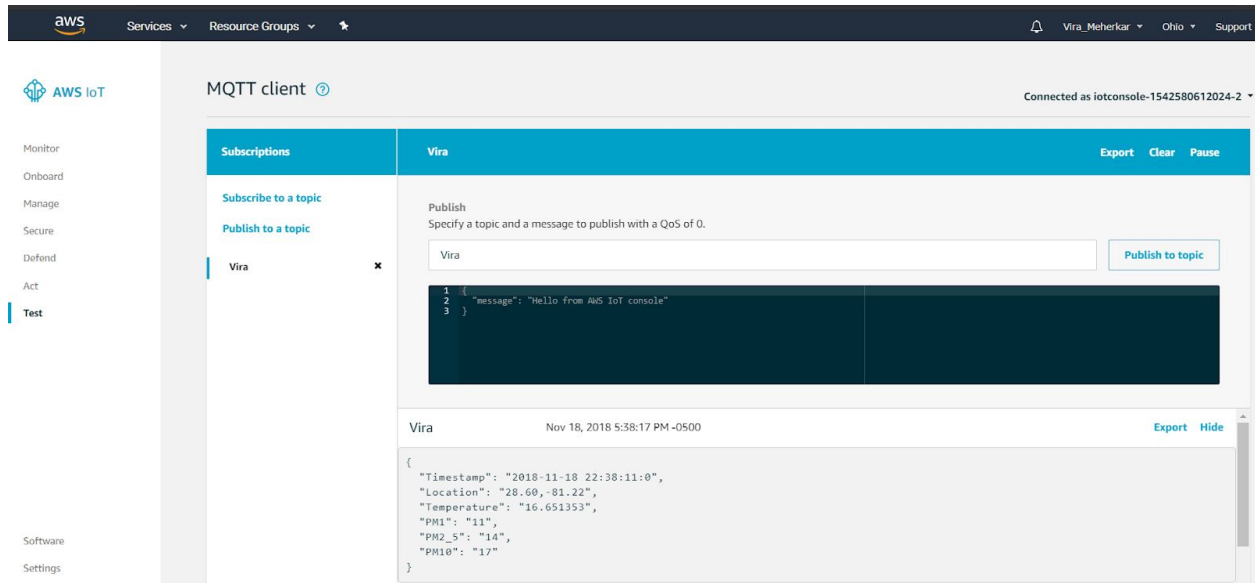 aws Services Resource Groups Vira_Meherkar Ohio Support
AWS IoT
Monitor
Onboard
Manage
Secure
Defend
Act
Test
Software
Settings
MQTT client ?
Connected as iotconsole-1542580612024-2
Subscriptions
Subscribe to a topic
Publish to a topic
Vira
Vira Export Clear Pause
Publish
Specify a topic and a message to publish with a QoS of 0.
Vira Publish to topic
1 {
2 "message": "Hello from AWS IoT console"
3 }
Vira Nov 18, 2018 5:38:17 PM -0500 Export Hide
{
"Timestamp": "2018-11-18 22:38:11:0",
"Location": "28.60,-81.22",
"Temperature": "16.651353",
"PM1": "11",
"PM2_5": "14",
"PM10": "17"
}